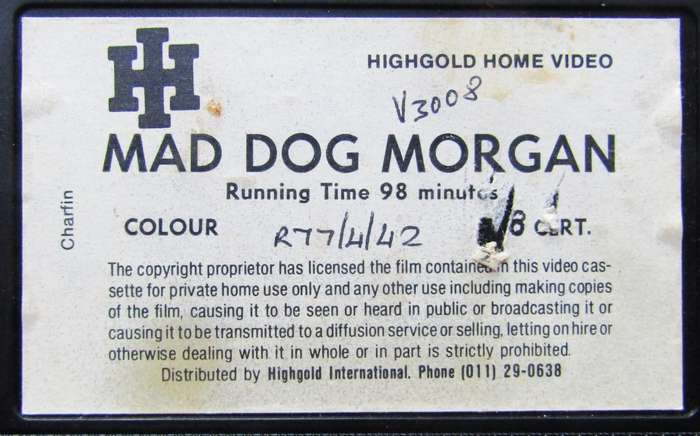 HIGHGOLD HOME VIDEO
V3008
MAD DOG MORGAN
Running Time 98 minutes
COLOUR R77/4/42 CERT.
Charfin
The copyright proprietor has licensed the film contained in this video cas-
sette for private home use only and any other use including making copies
of the film, causing it to be seen or heard in public or broadcasting it or
causing it to be transmitted to a diffusion service or selling, letting on hire or
otherwise dealing with it in whole or in part is strictly prohibited.
Distributed by Highgold International. Phone (011) 29-0638